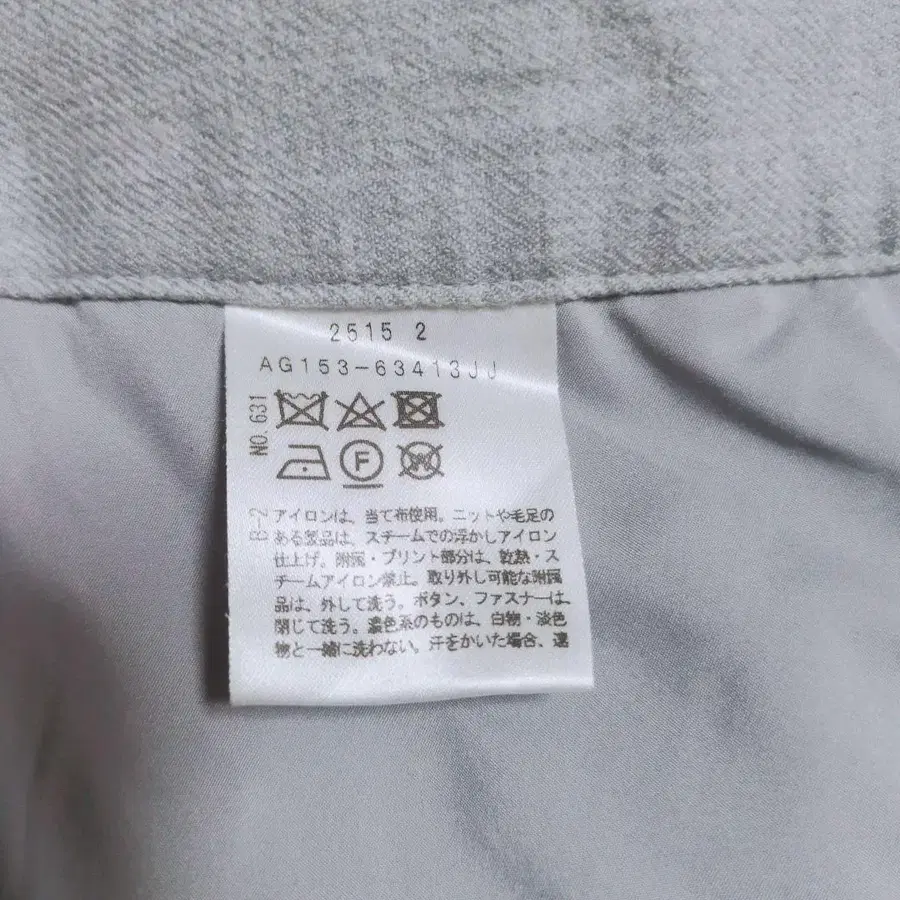 2515 2
AG153-63413JJ
NO.631
F
W
B-2
アイロンは、当て布使用。ニットや毛足の
ある製品は、スチームでの浮かしアイロン
仕上げ。附属・プリント部分は、乾熱・ス
チームアイロン禁止。取り外し可能な附属
品は、外して洗う。ボタン、ファスナーは、
閉じて洗う。濃色系のものは、白物・淡色
物と一緒に洗わない。汗をかいた場合、速